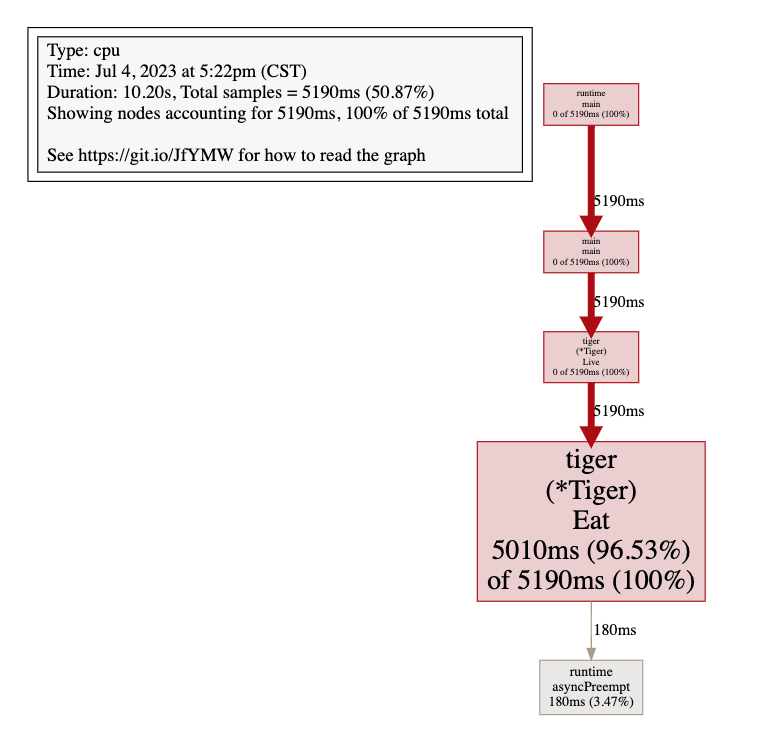 Type: cpu
Time: Jul 4, 2023 at 5:22pm (CST)
Duration: 10.20s, Total samples = 5190ms (50.87%)
Showing nodes accounting for 5190ms, 100% of 5190ms total
See https://git.io/JfYMW for how to read the graph
runtime
main
0 of 5190ms (100%)
5190ms
main
main
0 of 5190ms (100%)
5190ms
tiger
(*Tiger)
Live
0 of 5190ms (100%)
5190ms
tiger
(*Tiger)
Eat
5010ms (96.53%)
of 5190ms (100%)
180ms
runtime
asyncPreempt
180ms (3.47%)